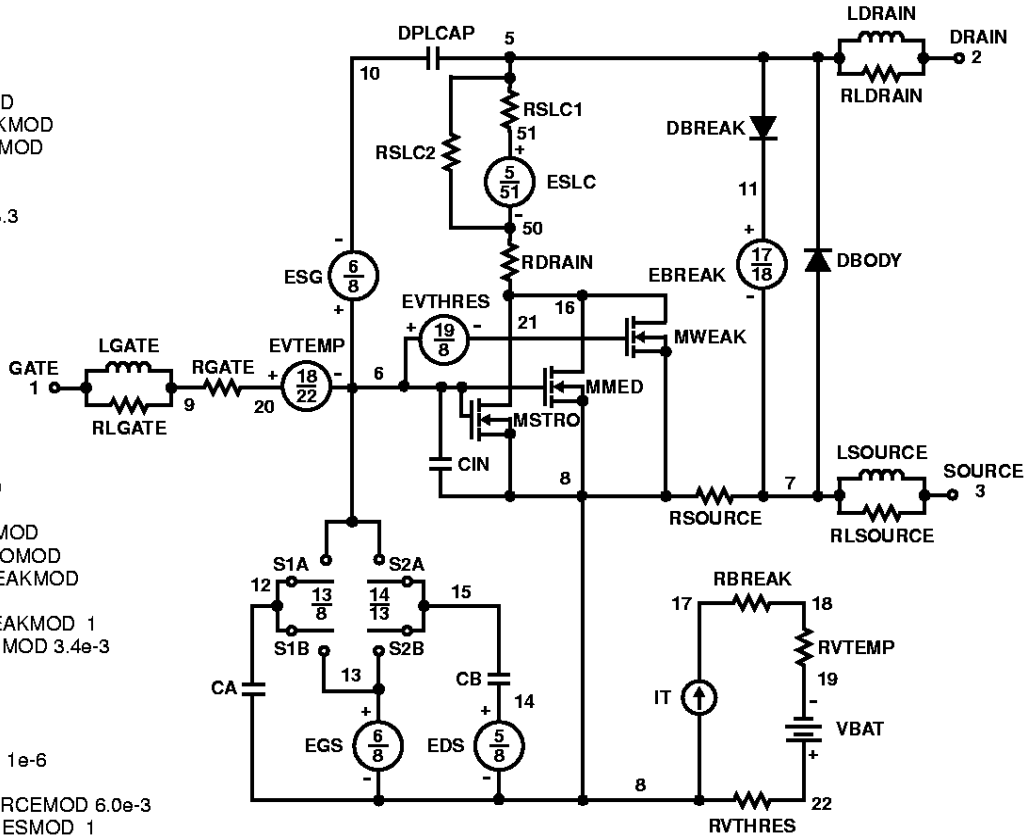 LDRAIN
DPLCAP 5 DRAIN
10 2
RLDRAIN
D
RSLC1
KMOD DBREAK
51
MOD RSLC2 +
5
51
ESLC
11
.3 -
50 +
- RDRAIN 17
18
6
8
DBODY
ESG EBREAK
EVTHRES 16 -
+ + 19
8
- 21
MWEAK
LGATE EVTEMP
GATE RGATE 6
1 + 18
22
- MMED
9 20
RLGATE MSTRO
LSOURCE
CIN 8 7 SOURCE
3
RSOURCE
RLSOURCE
MOD
OMOD S1A S2A
EAKMOD 12 13
8
14
13
15 RBREAK
17 18
EAKMOD 1
MOD 3.4e-3 S1B S2B RVTEMP
13 CB 19
CA 14 IT -
+ + VBAT
EGS 6
8
EDS 5
8
+
1e-6 - - 8
RCEMOD 6.0e-3 22
ESMOD 1 RVTHRES